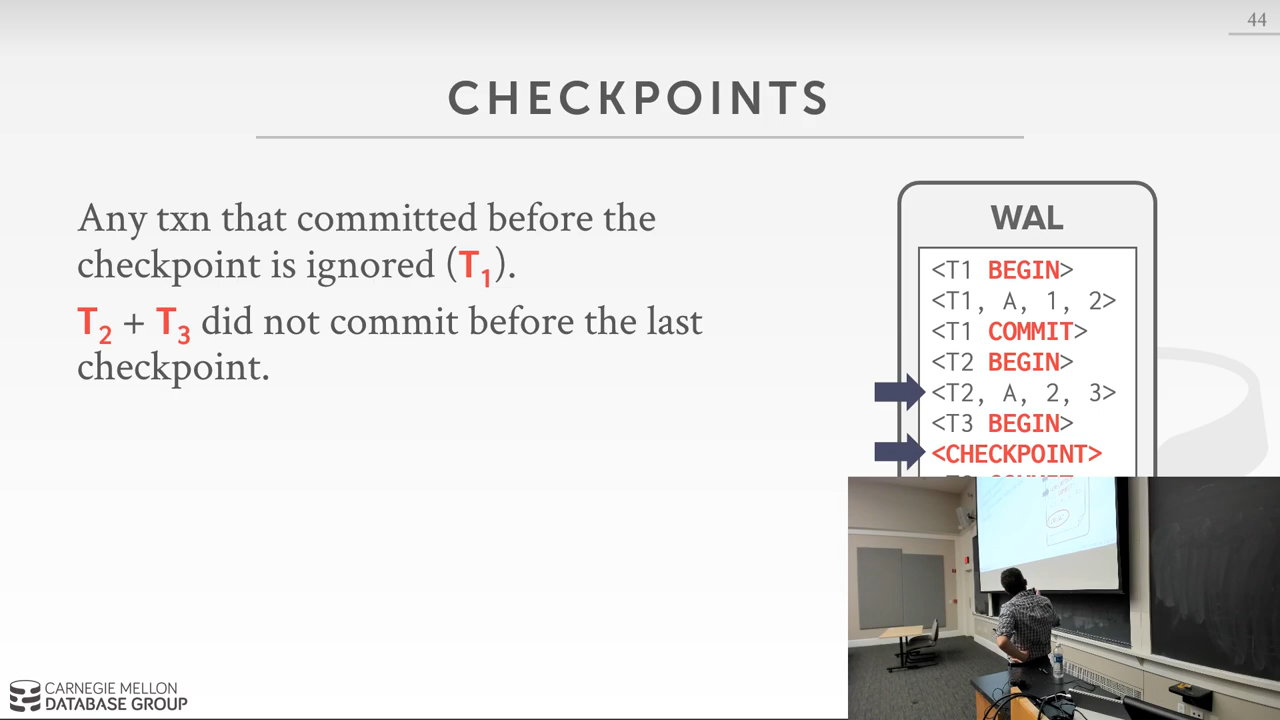 44
CHECKPOINTS
Any txn that committed before the
checkpoint is ignored (T1).
T2 + T3 did not commit before the last
checkpoint.
WAL
<T1 BEGIN>
<T1, A, 1, 2>
<T1 COMMIT>
<T2 BEGIN>
<T2, A, 2, 3>
<T3 BEGIN>
<CHECKPOINT>
CARNEGIE MELLON
DATABASE GROUP